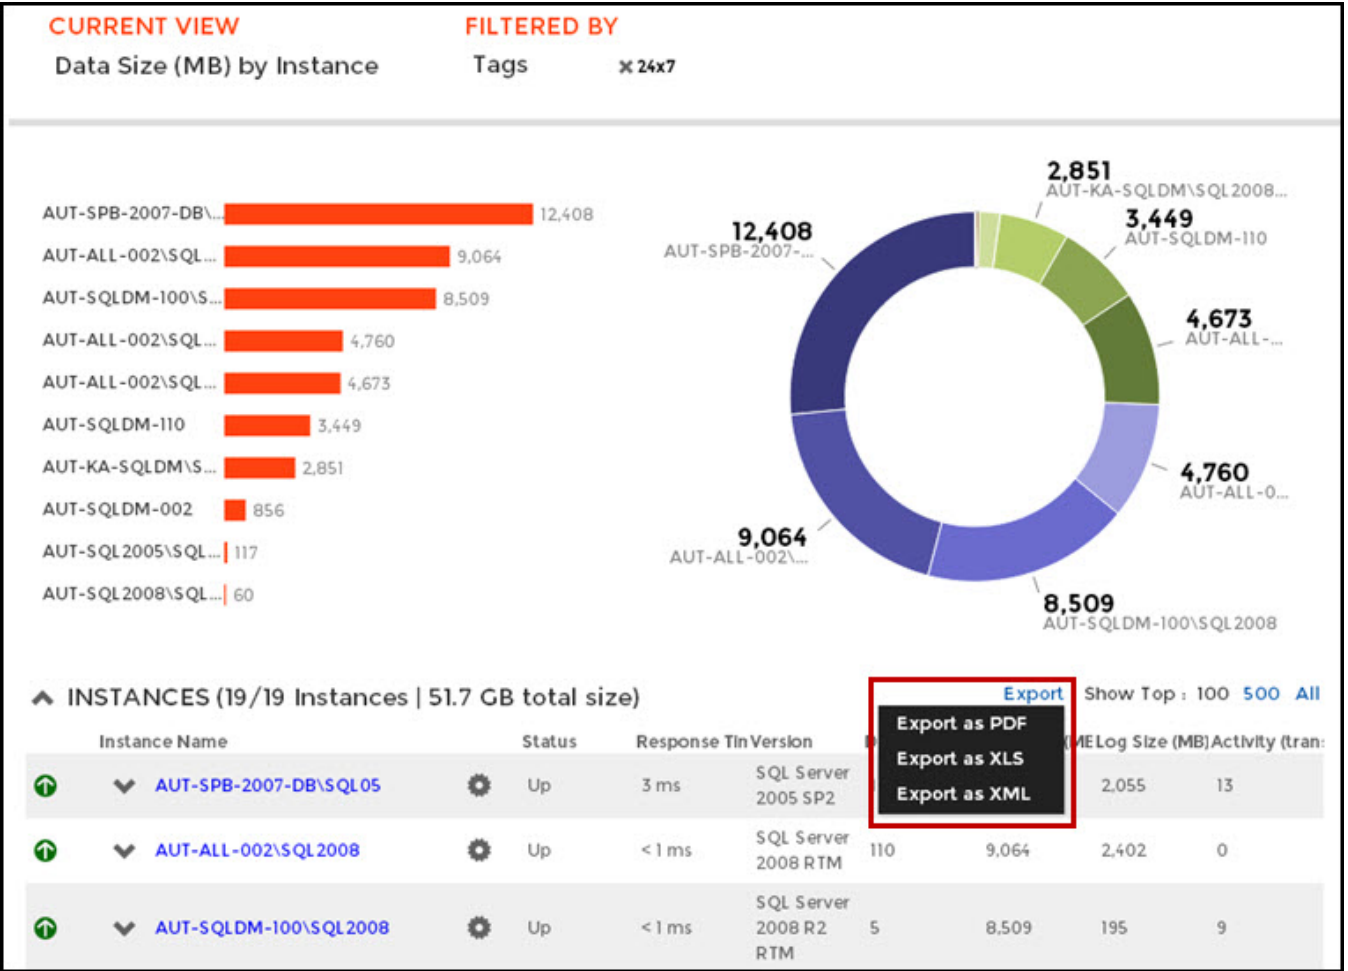 CURRENT VIEW
FILTERED BY
Data Size (MB) by Instance
Tags
24x7
AUT-SPB-2007-DB\...
12,408
AUT-ALL-002\SQL...
9,064
AUT-SQLDM-100\S...
8,509
AUT-ALL-002\SQL...
4,760
AUT-ALL-002\SQL...
4,673
AUT-SQLDM-110
3,449
AUT-KA-SQLDM\S...
2,851
AUT-SQLDM-002
856
AUT-SQL2005\SQL...
117
AUT-SQL2008\SQL...
60
2,851
AUT-KA-SQLDM\SQL2008...
3,449
AUT-SQLDM-110
12,408
AUT-SPB-2007-...
4,673
AUT-ALL-...
4,760
AUT-ALL-0...
9,064
AUT-ALL-002\...
8,509
AUT-SQLDM-100\SQL2008
INSTANCES (19/19 Instances | 51.7 GB total size)
Export
Show Top : 100 500 All
Export as PDF
Export as XLS
Export as XML
Instance Name
Status
Response Tin
Version
Log Size (MB)
Activity (tran
AUT-SPB-2007-DB\SQL05
Up
3 ms
SQL Server
2005 SP2
2,055
13
AUT-ALL-002\SQL2008
Up
<1 ms
SQL Server
2008 RTM
110
9,064
2,402
0
AUT-SQLDM-100\SQL2008
Up
<1 ms
SQL Server
2008 R2
RTM
5
8,509
195
9